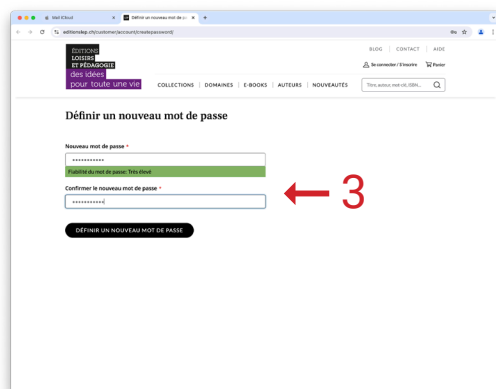 Mail iCloud
Définir un nouveau mot de pa
editionslep.ch/customer/account/createpassword/
BLOG
CONTACT
AIDE
EDITIONS
LOISIRS
ET PÉDAGOGIE
des idées
pour toute une vie
Se connecter / S'inscrire
Panier
COLLECTIONS
DOMAINES
E-BOOKS
AUTEURS
NOUVEAUTÉS
Titre, auteur, mot-clé, ISBN...
Définir un nouveau mot de passe
Nouveau mot de passe *
Fiabilité du mot de passe: Très élevé
Confirmer le nouveau mot de passe *
3
DÉFINIR UN NOUVEAU MOT DE PASSE